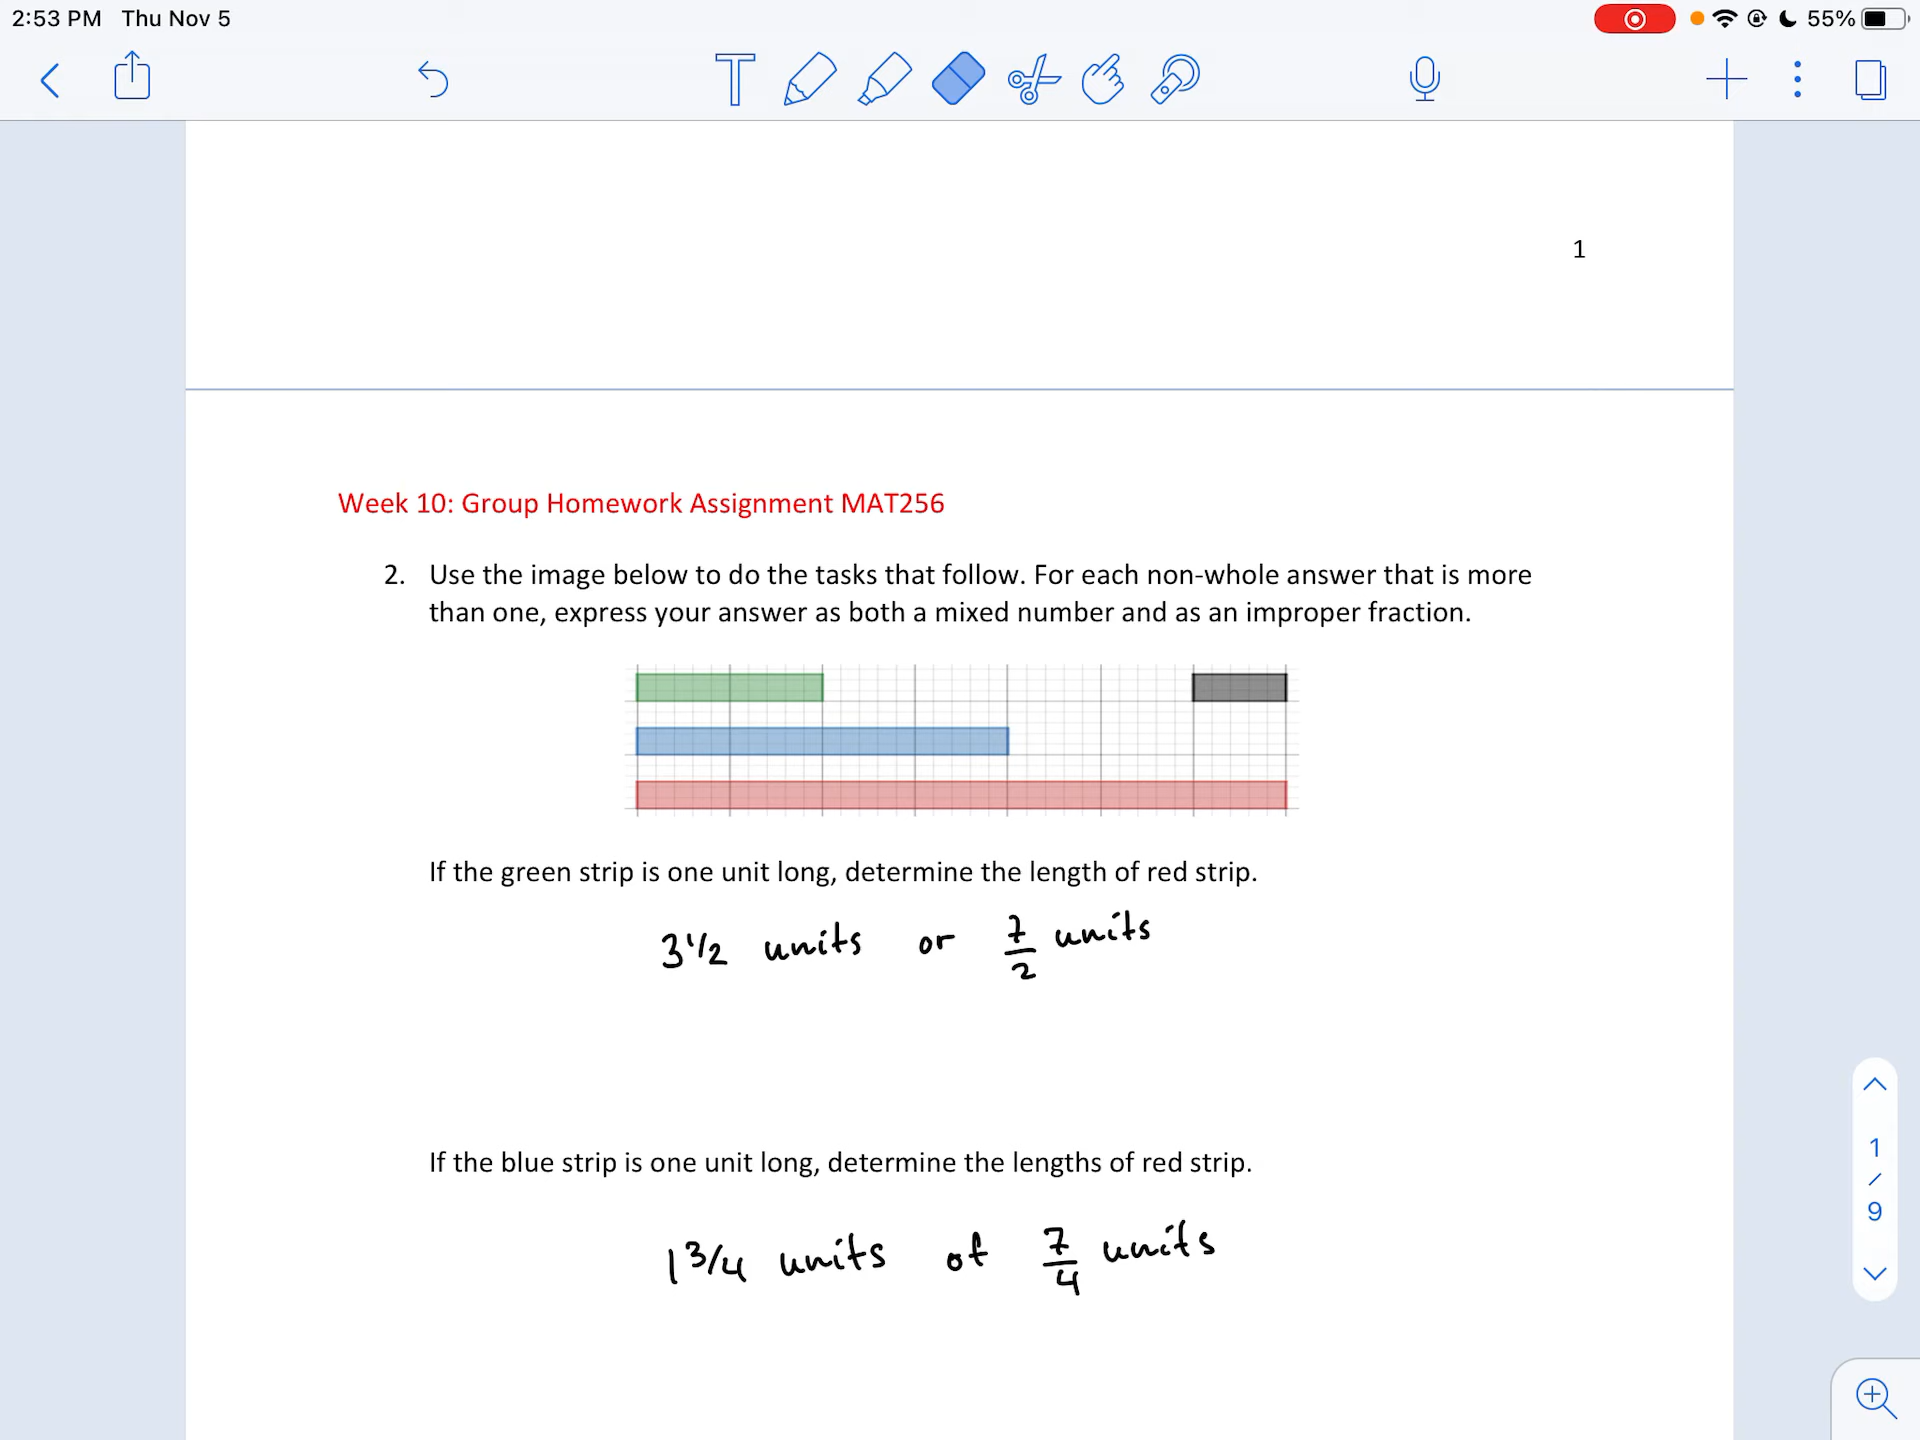 2:53 PM Thu Nov 5
55%
T
1
Week 10: Group Homework Assignment MAT256
2. Use the image below to do the tasks that follow. For each non-whole answer that is more
than one, express your answer as both a mixed number and as an improper fraction.
If the green strip is one unit long, determine the length of red strip.
3 1/2 units or 7/2 units
If the blue strip is one unit long, determine the lengths of red strip.
1 3/4 units of 7/4 units
1
/
9